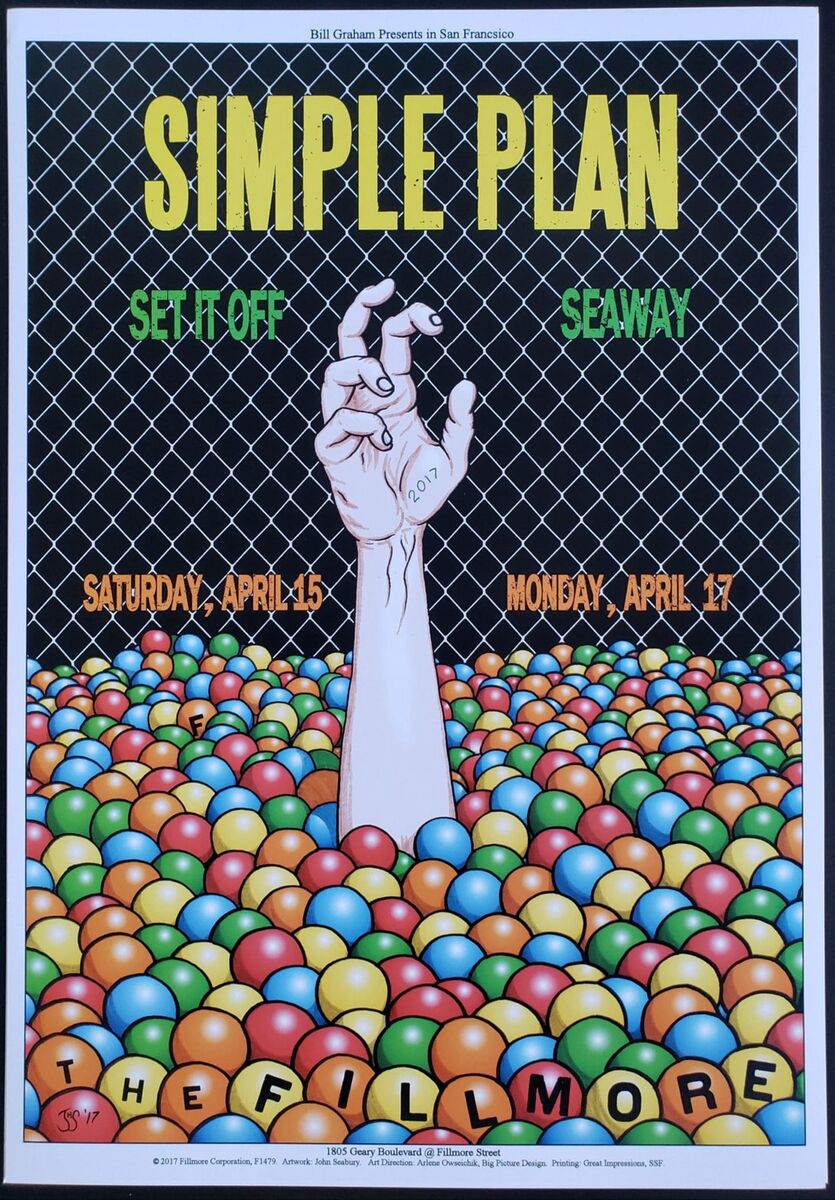 Bill Graham Presents in San Francsico
SIMPLE PLAN
SET IT OFF
SEAWAY
2017
SATURDAY, APRIL 15
MONDAY, APRIL 17
F
THE FILLMORE
JHS '17
1805 Geary Boulevard @ Fillmore Street
©2017 Fillmore Corporation, F1479. Artwork: John Seabury. Art Direction: Arlene Owseichik, Big Picture Design. Printing: Great Impressions, SSF.